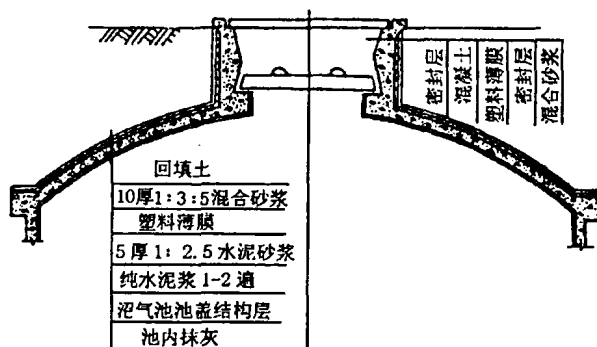 密封层
混凝土
塑料薄膜
密封层
混合砂浆
回填土
10厚1:3:5混合砂浆
塑料薄膜
5厚1: 2.5水泥砂浆
纯水泥浆1-2遍
沼气池池盖结构层
池内抹灰